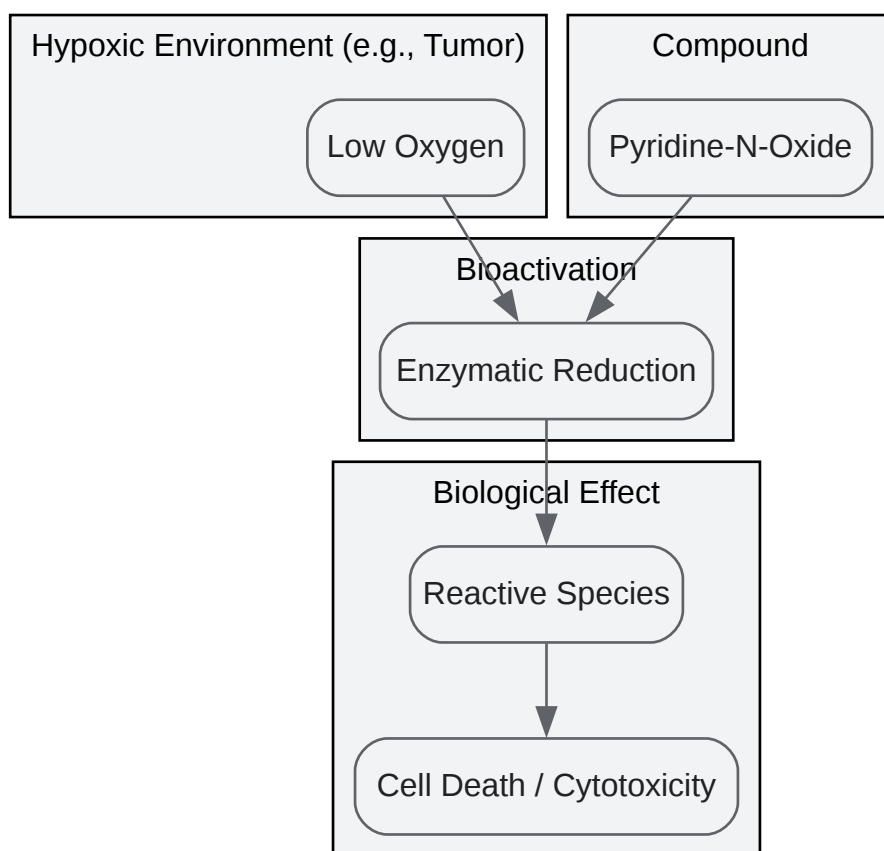 Hypoxic Environment (e.g., Tumor)
Compound
Low Oxygen
Pyridine-N-Oxide
Bioactivation
Enzymatic Reduction
Biological Effect
Reactive Species
Cell Death / Cytotoxicity